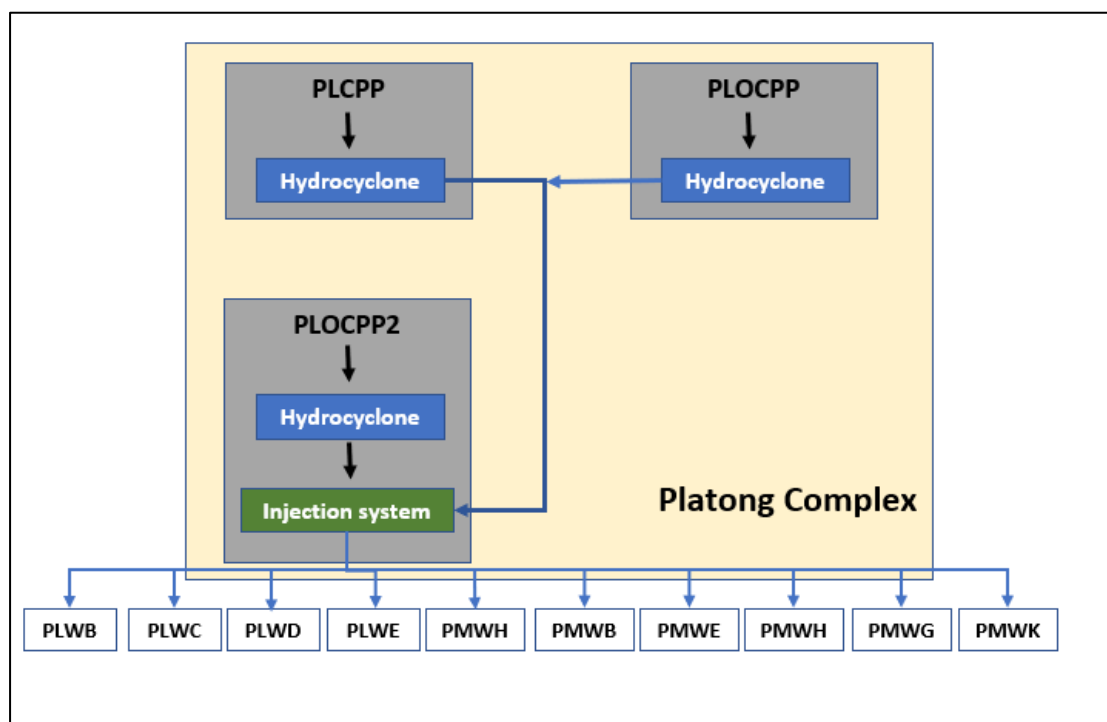 PLCPP
PLOCPP
Hydrocyclone
Hydrocyclone
PLOCPP2
Hydrocyclone
Injection system
Platong Complex
PLWB
PLWC
PLWD
PLWE
PMWH
PMWB
PMWE
PMWH
PMWG
PMWK